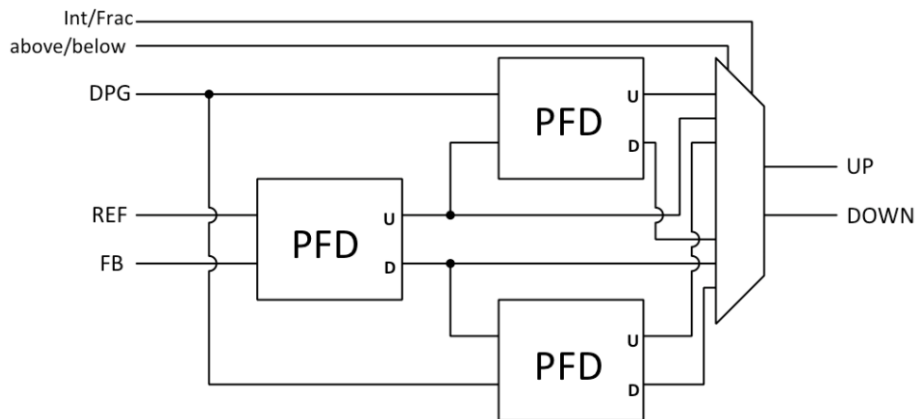 Int/Frac
above/below
DPG
U
PFD
D
UP
REF
U
DOWN
PFD
FB
D
U
PFD
D